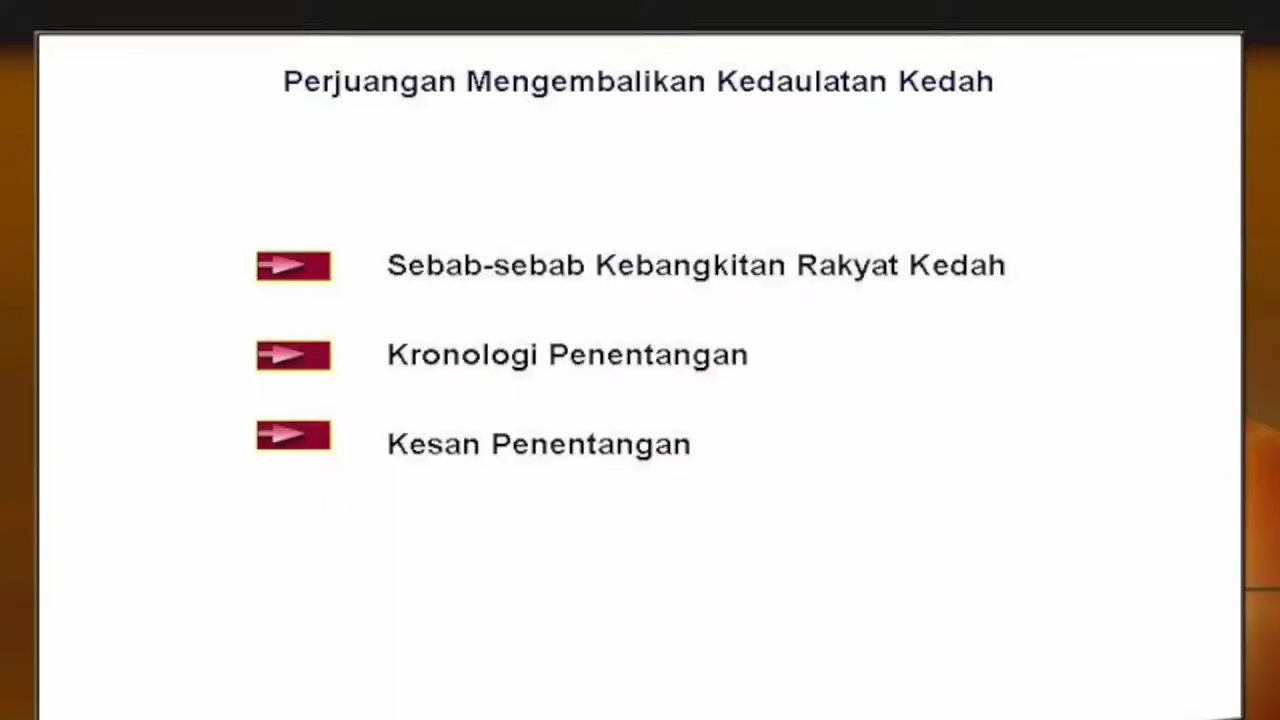 Perjuangan Mengembalikan Kedaulatan Kedah
Sebab-sebab Kebangkitan Rakyat Kedah
Kronologi Penentangan
Kesan Penentangan